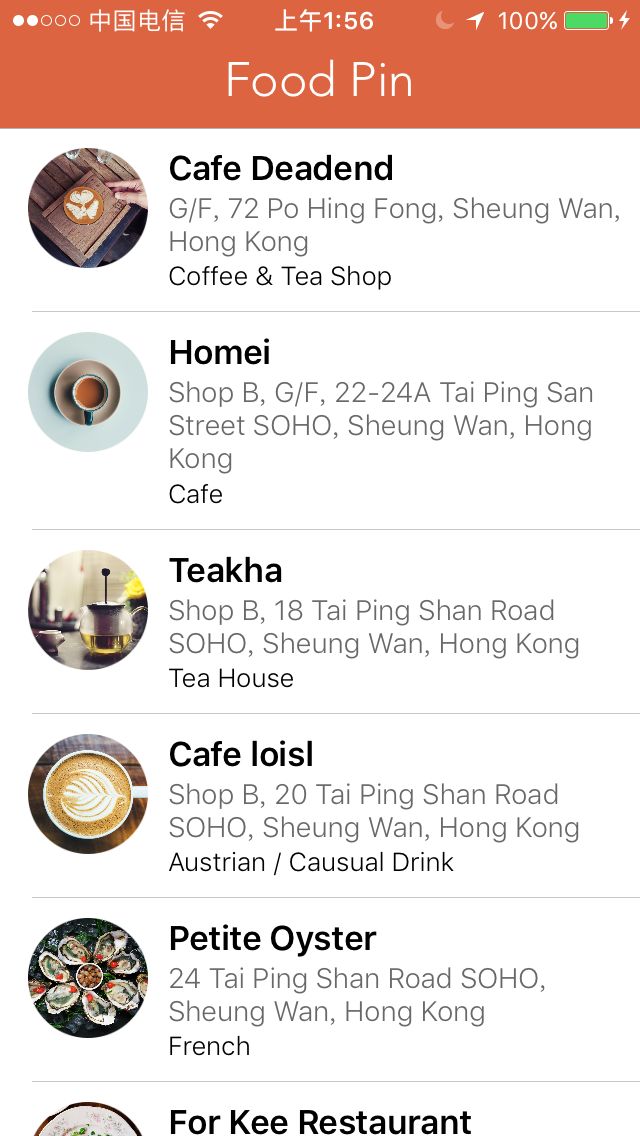 中国电信 上午1:56 100%
Food Pin
Cafe Deadend
G/F, 72 Po Hing Fong, Sheung Wan,
Hong Kong
Coffee & Tea Shop
Homei
Shop B, G/F, 22-24A Tai Ping San
Street SOHO, Sheung Wan, Hong
Kong
Cafe
Teakha
Shop B, 18 Tai Ping Shan Road
SOHO, Sheung Wan, Hong Kong
Tea House
Cafe loisl
Shop B, 20 Tai Ping Shan Road
SOHO, Sheung Wan, Hong Kong
Austrian / Causual Drink
Petite Oyster
24 Tai Ping Shan Road SOHO,
Sheung Wan, Hong Kong
French
For Kee Restaurant